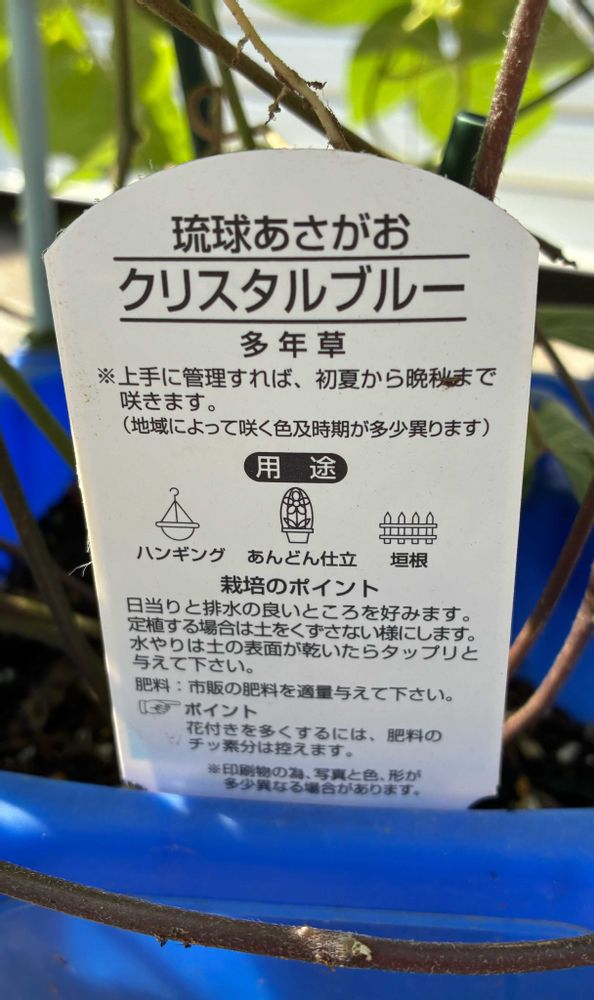 琉球あさがお
クリスタルブルー
多年草
※上手に管理すれば、初夏から晩秋まで
咲きます。
(地域によって咲く色及時期が多少異ります)
用途
ハンギング あんどん仕立 垣根
栽培のポイント
日当りと排水の良いところを好みます。
定植する場合は土をくずさない様にします。
水やりは土の表面が乾いたらタップリと
与えて下さい。
肥料：市販の肥料を適量与えて下さい。
ポイント
花付きを多くするには、肥料の
チッ素分は控えます。
※印刷物の為、写真と色、形が
多少異なる場合があります。